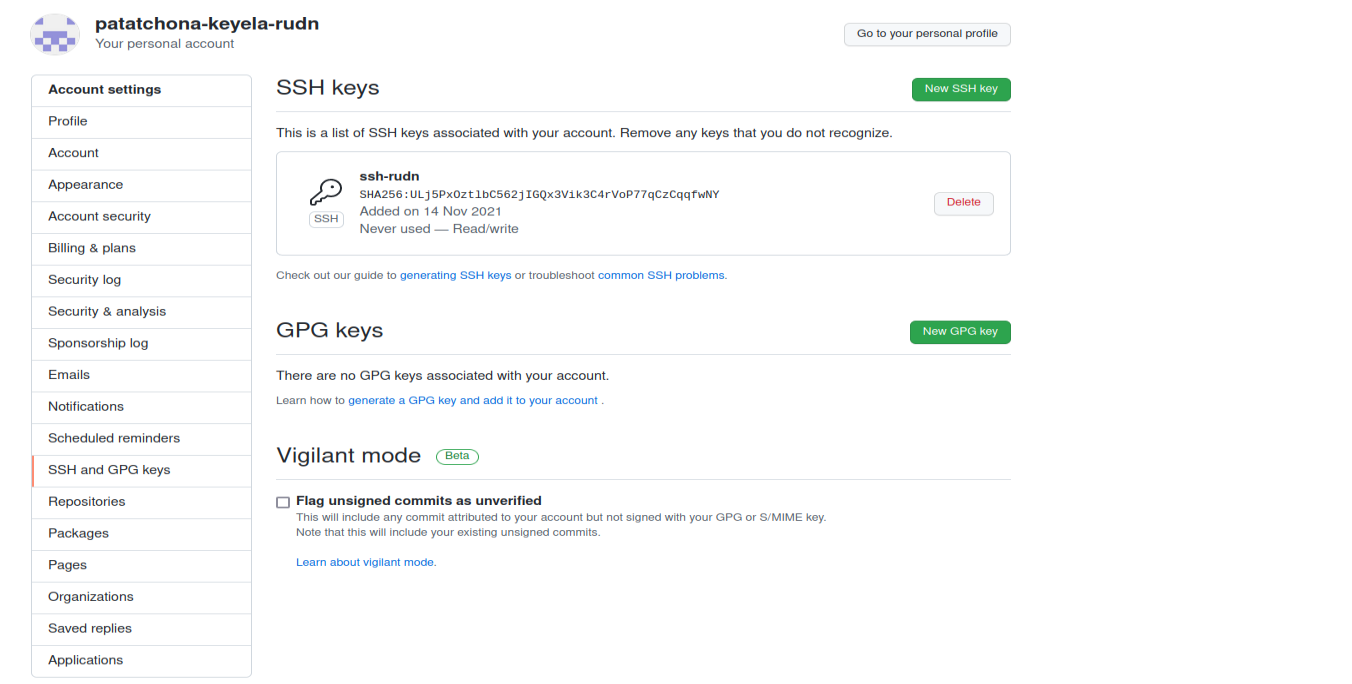 patatchona-keyela-rudn
Your personal account
Go to your personal profile
Account settings
Profile
Account
Appearance
Account security
Billing & plans
Security log
Security & analysis
Sponsorship log
Emails
Notifications
Scheduled reminders
SSH and GPG keys
Repositories
Packages
Pages
Organizations
Saved replies
Applications
SSH keys
New SSH key
This is a list of SSH keys associated with your account. Remove any keys that you do not recognize.
ssh-rudn
SHA256:ULj5PxOztlbC562jIGQx3Vik3C4rVoP77qCzCqqfwNY
Added on 14 Nov 2021
Never used — Read/write
SSH
Delete
Check out our guide to generating SSH keys or troubleshoot common SSH problems.
GPG keys
New GPG key
There are no GPG keys associated with your account.
Learn how to generate a GPG key and add it to your account .
Vigilant mode
Beta
Flag unsigned commits as unverified
This will include any commit attributed to your account but not signed with your GPG or S/MIME key.
Note that this will include your existing unsigned commits.
Learn about vigilant mode.